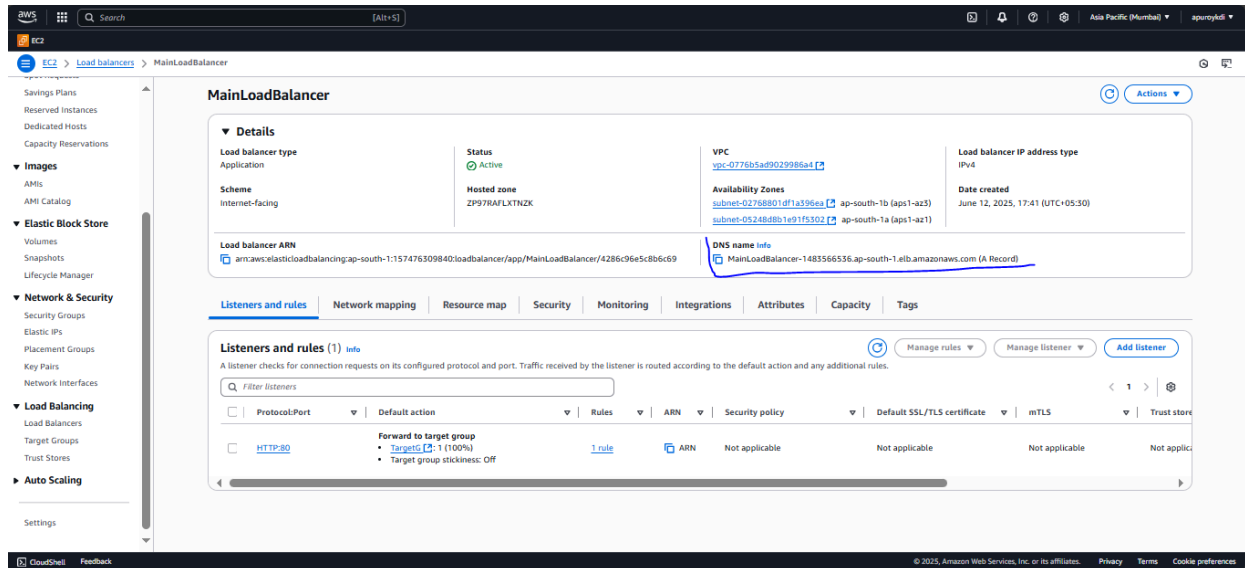 aws
Search
[Alt+S]
Asia Pacific (Mumbai)
apuroykdi
EC2
EC2 > Load balancers > MainLoadBalancer
Savings Plans
Reserved Instances
Dedicated Hosts
Capacity Reservations
Images
AMIs
AMI Catalog
Elastic Block Store
Volumes
Snapshots
Lifecycle Manager
Network & Security
Security Groups
Elastic IPs
Placement Groups
Key Pairs
Network Interfaces
Load Balancing
Load Balancers
Target Groups
Trust Stores
Auto Scaling
Settings
MainLoadBalancer
Actions
Details
Load balancer type
Application
Status
Active
VPC
vpc-0776b5ad9029986a4
Load balancer IP address type
IPv4
Scheme
Internet-facing
Hosted zone
ZP97RAFLXTNZK
Availability Zones
subnet-02768801df1a396ea ap-south-1b (aps1-az3)
subnet-05248d8b1e91f5302 ap-south-1a (aps1-az1)
Date created
June 12, 2025, 17:41 (UTC+05:30)
Load balancer ARN
arn:aws:elasticloadbalancing:ap-south-1:157476309840:loadbalancer/app/MainLoadBalancer/4286c96e5c8b6c69
DNS name Info
MainLoadBalancer-1483566536.ap-south-1.elb.amazonaws.com (A Record)
Listeners and rules
Network mapping
Resource map
Security
Monitoring
Integrations
Attributes
Capacity
Tags
Listeners and rules (1) Info
Manage rules
Manage listener
Add listener
A listener checks for connection requests on its configured protocol and port. Traffic received by the listener is routed according to the default action and any additional rules.
Filter listeners
1
Protocol:Port
Default action
Rules
ARN
Security policy
Default SSL/TLS certificate
mTLS
Trust store
HTTP:80
Forward to target group
• TargetG : 1 (100%)
• Target group stickiness: Off
1 rule
ARN
Not applicable
Not applicable
Not applicable
Not applica
CloudShell
Feedback
© 2025, Amazon Web Services, Inc. or its affiliates.
Privacy
Terms
Cookie preferences